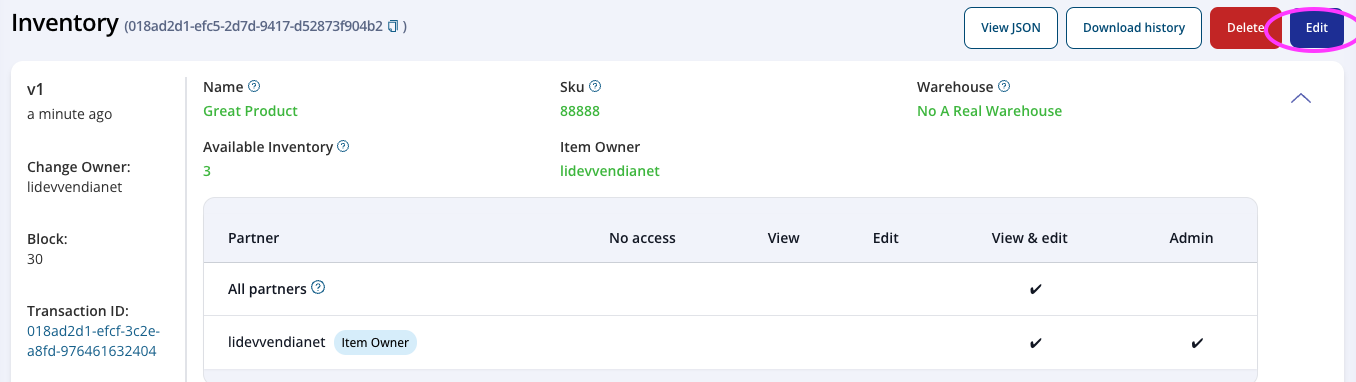 Inventory (018ad2d1-efc5-2d7d-9417-d52873f904b2 )
View JSON
Download history
Delete
Edit
v1
a minute ago
Change Owner:
lidevvendianet
Block:
30
Transaction ID:
018ad2d1-efcf-3c2e-
a8fd-976461632404
Name ?
Great Product
Sku ?
88888
Warehouse ?
No A Real Warehouse
Available Inventory ?
3
Item Owner
lidevvendianet
Partner No access View Edit View & edit Admin
All partners ? ✔
lidevvendianet Item Owner ✔ ✔